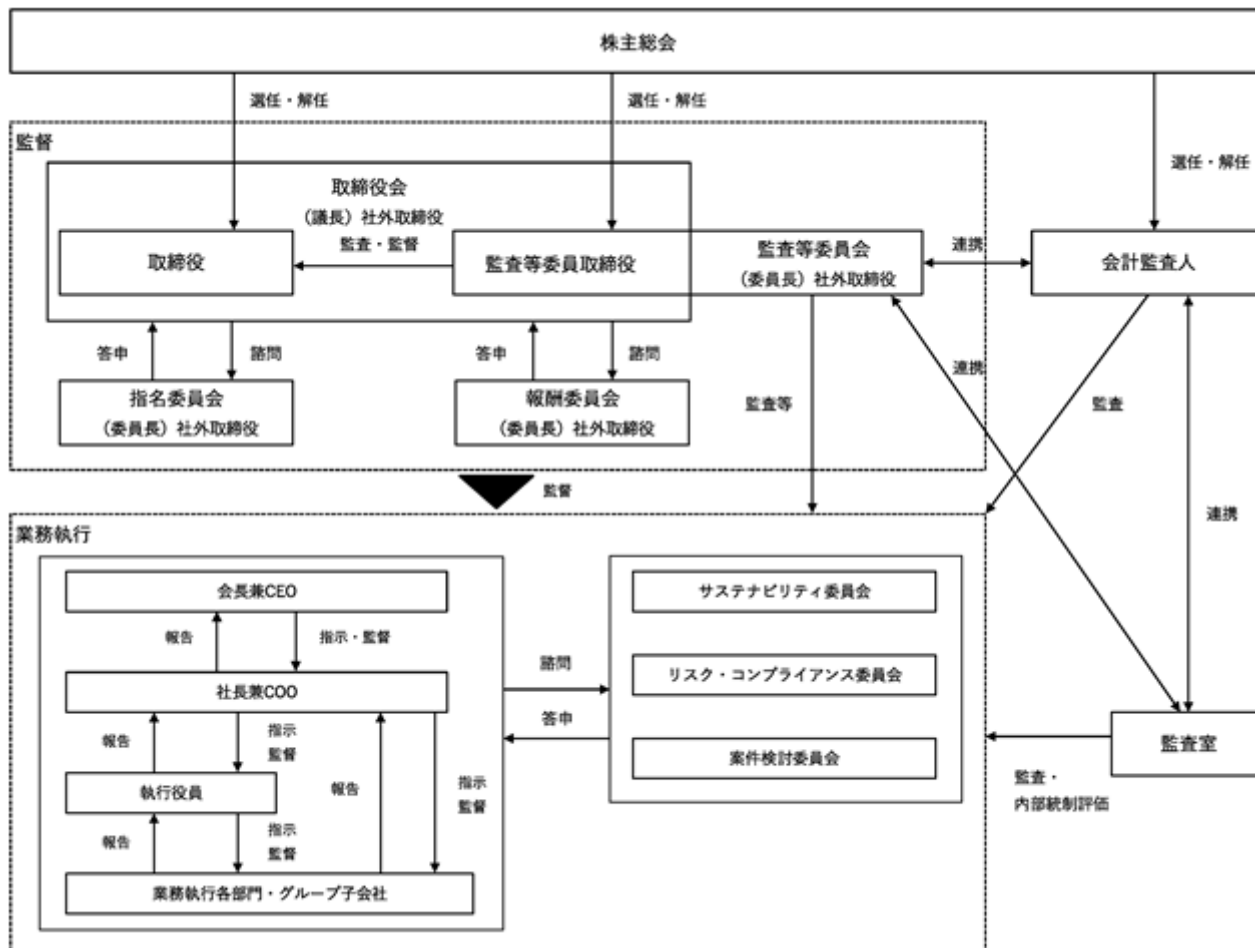 株主総会
選任・解任
選任・解任
選任・解任
監督
取締役会
（議長）社外取締役
監査・監督
取締役
監査等委員取締役
監査等委員会
（委員長）社外取締役
連携
会計監査人
答申
諮問
答申
諮問
指名委員会
（委員長）社外取締役
報酬委員会
（委員長）社外取締役
監査等
連携
監査
連携
監督
業務執行
会長兼CEO
報告
指示・監督
社長兼COO
報告
指示
監督
執行役員
報告
指示
監督
報告
指示
監督
業務執行各部門・グループ子会社
諮問
答申
サステナビリティ委員会
リスク・コンプライアンス委員会
案件検討委員会
監査室
監査・
内部統制評価